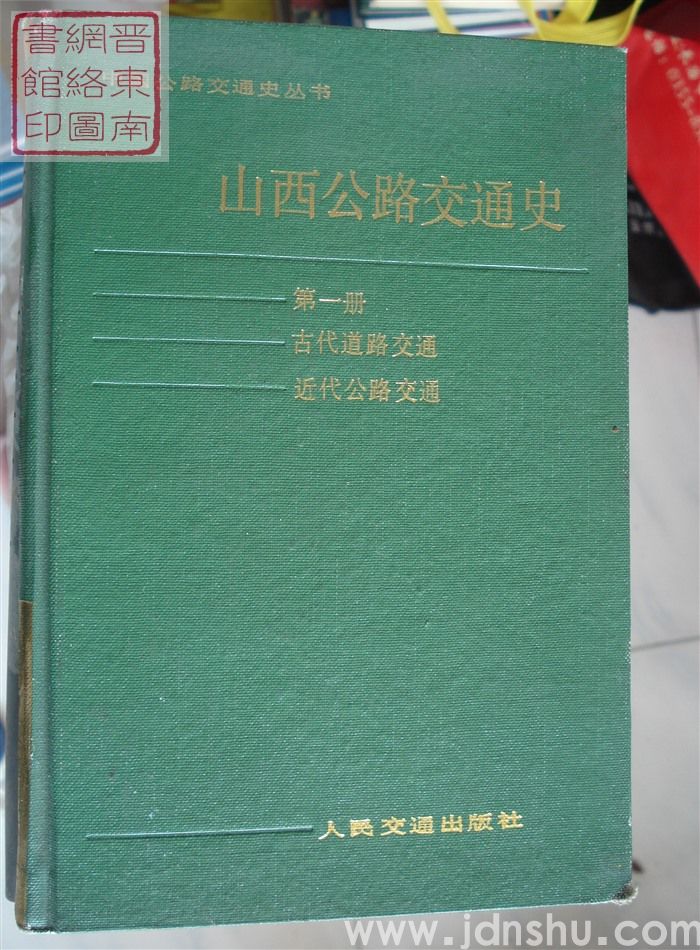 晋東南
網絡圖
書館印
公路交通史丛书
山西公路交通史
第一册
古代道路交通
近代公路交通
人民交通出版社
www.jdnshu.com